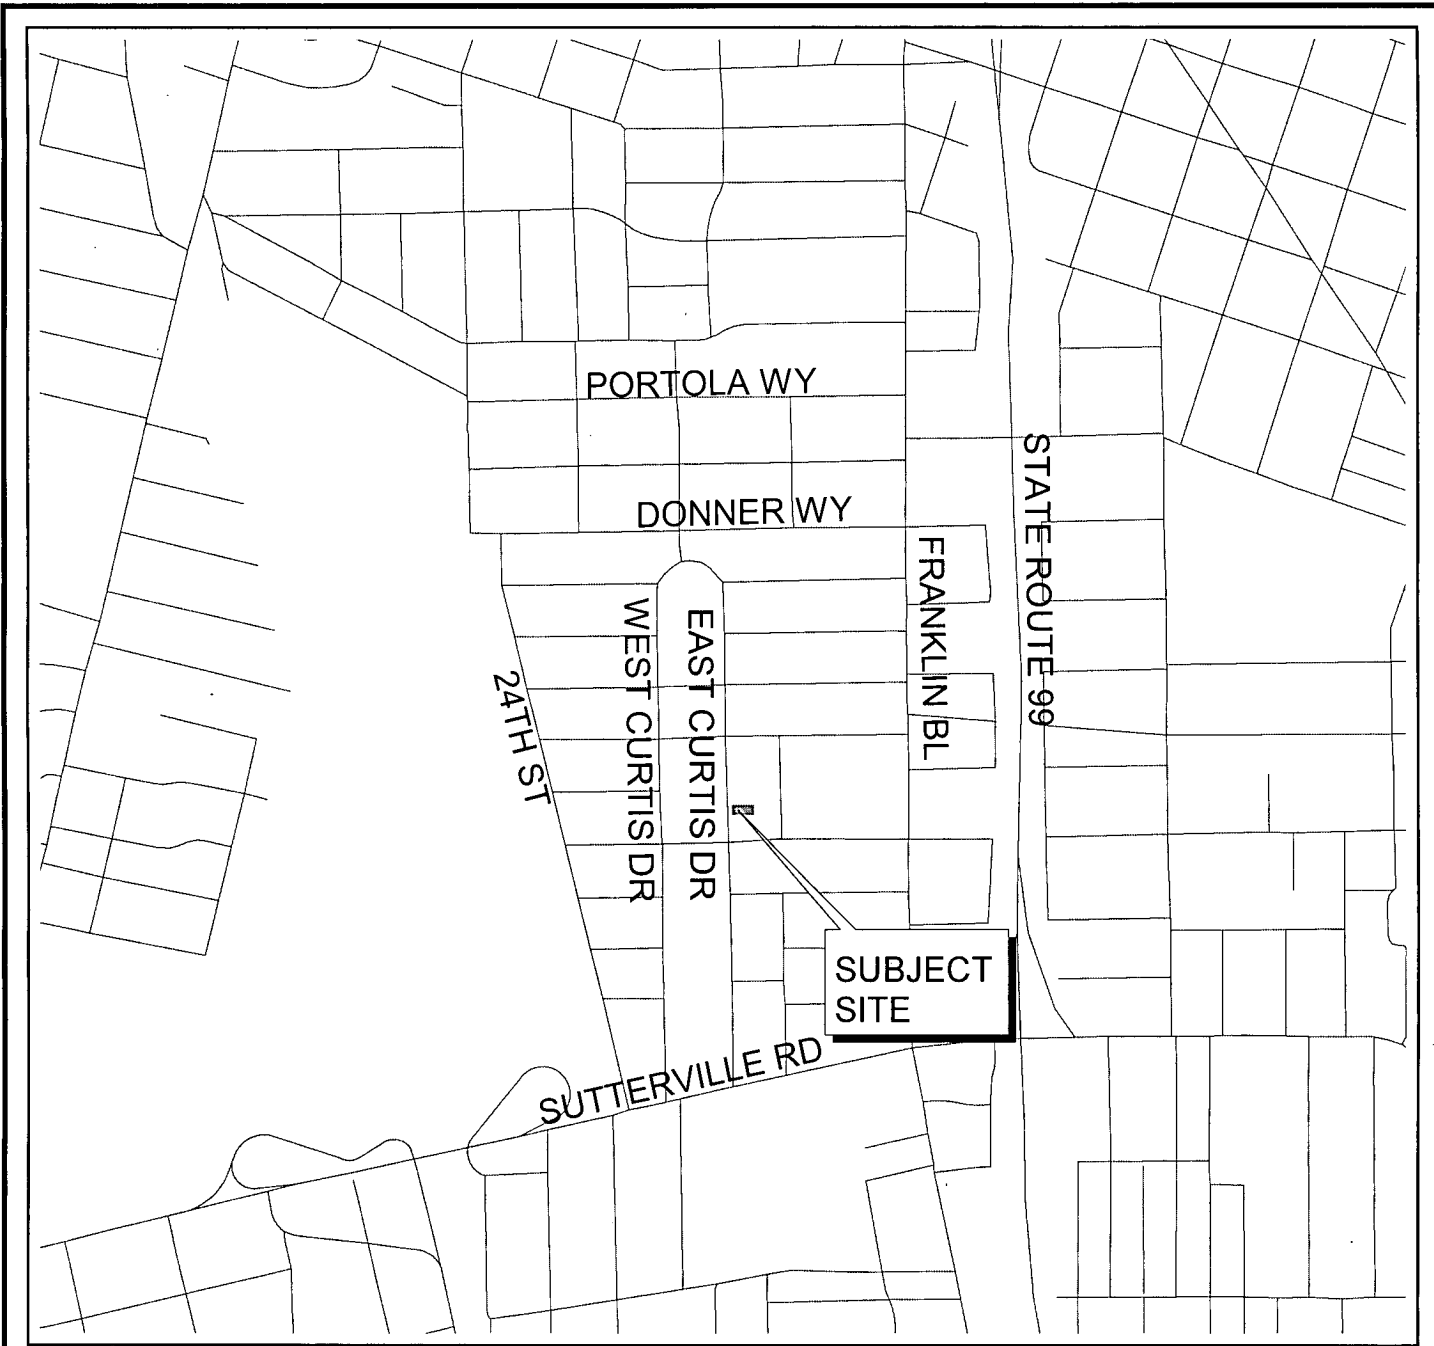 PORTOLA WY
DONNER WY
STATE ROUTE 99
FRANKLIN BL
EAST CURTIS DR
WEST CURTIS DR
24TH ST
SUBJECT
SITE
SUTTERVILLE RD